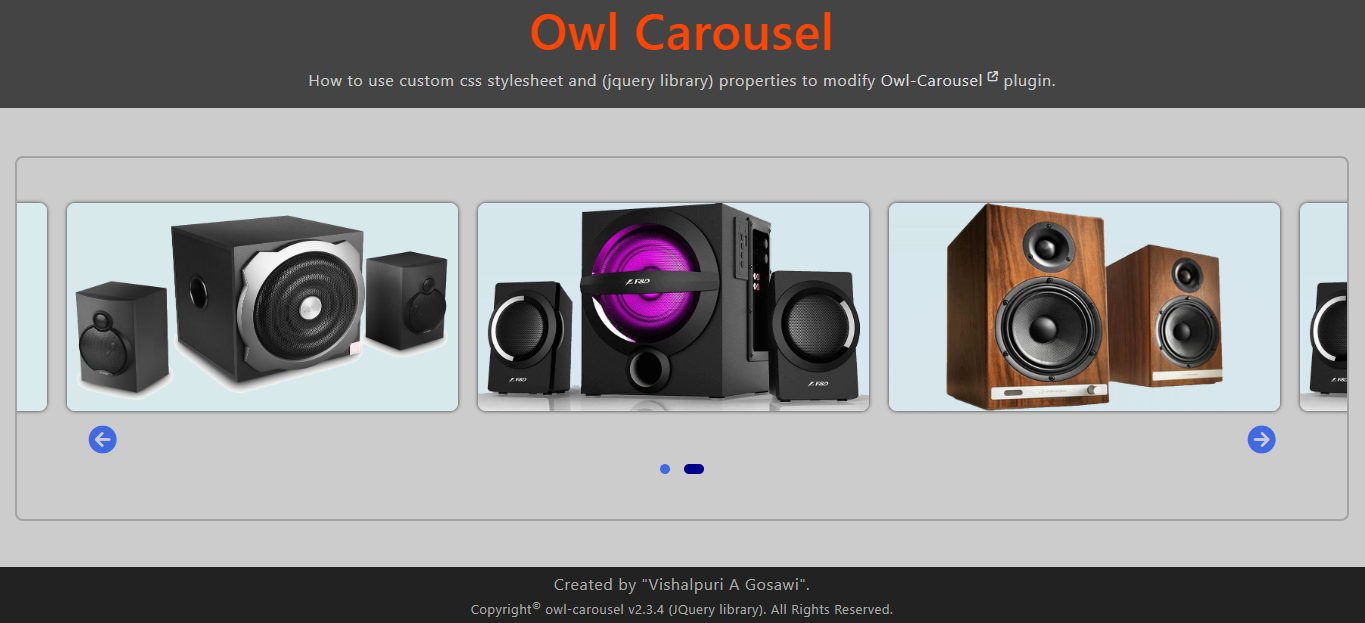 Owl Carousel
How to use custom css stylesheet and (jquery library) properties to modify Owl-Carousel plugin.
F&D
F&D
F&D
Created by "Vishalpuri A Gosawi".
Copyright© owl-carousel v2.3.4 (JQuery library). All Rights Reserved.